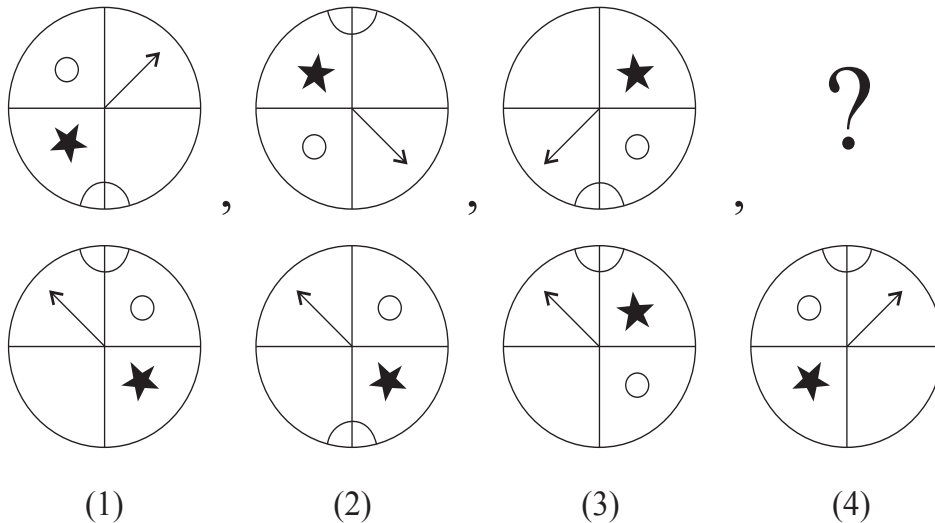 , , , ?
(1) (2) (3) (4)